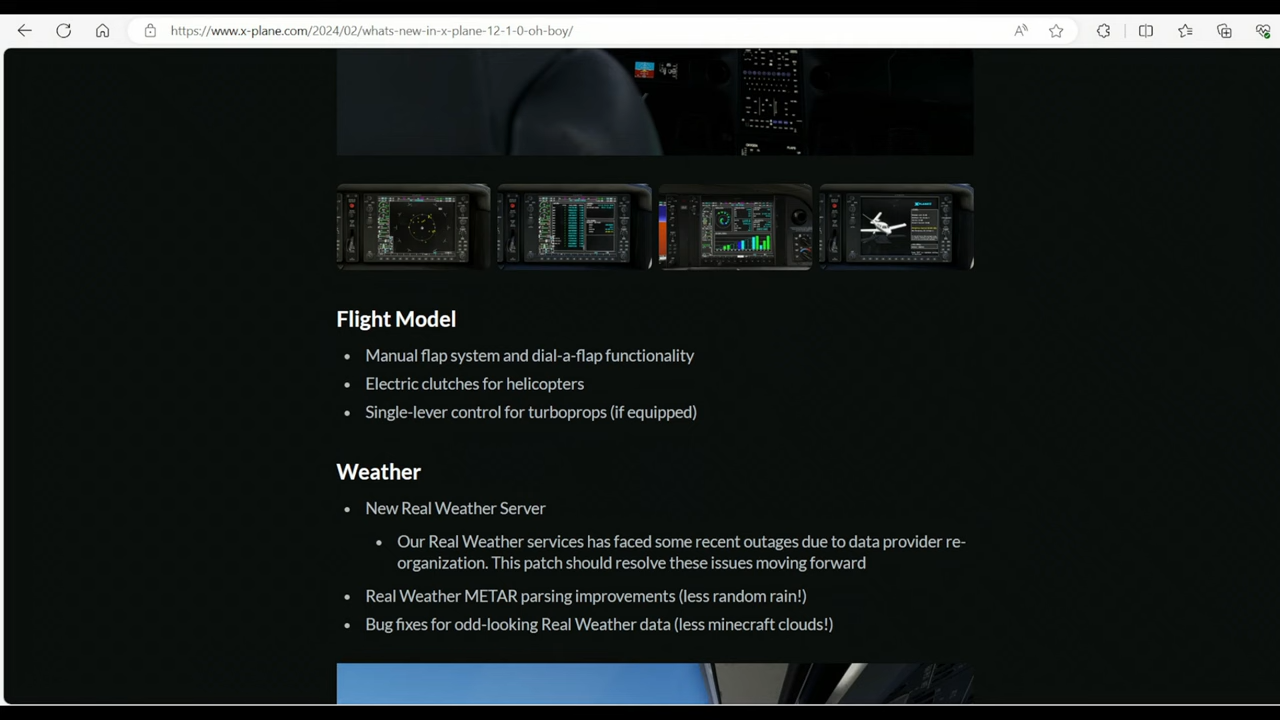 https://www.x-plane.com/2024/02/whats-new-in-x-plane-12-1-0-oh-boy/
Flight Model
• Manual flap system and dial-a-flap functionality
• Electric clutches for helicopters
• Single-lever control for turboprops (if equipped)
Weather
• New Real Weather Server
• Our Real Weather services has faced some recent outages due to data provider re-
organization. This patch should resolve these issues moving forward
• Real Weather METAR parsing improvements (less random rain!)
• Bug fixes for odd-looking Real Weather data (less minecraft clouds!)